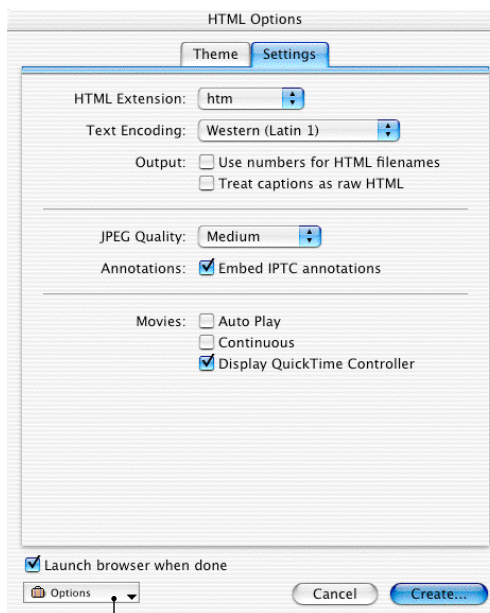 HTML Options
Theme Settings
HTML Extension: htm
Text Encoding: Western (Latin 1)
Output: Use numbers for HTML filenames
Treat captions as raw HTML
JPEG Quality: Medium
Annotations: Embed IPTC annotations
Movies: Auto Play
Continuous
Display QuickTime Controller
Launch browser when done
Options Cancel Create...